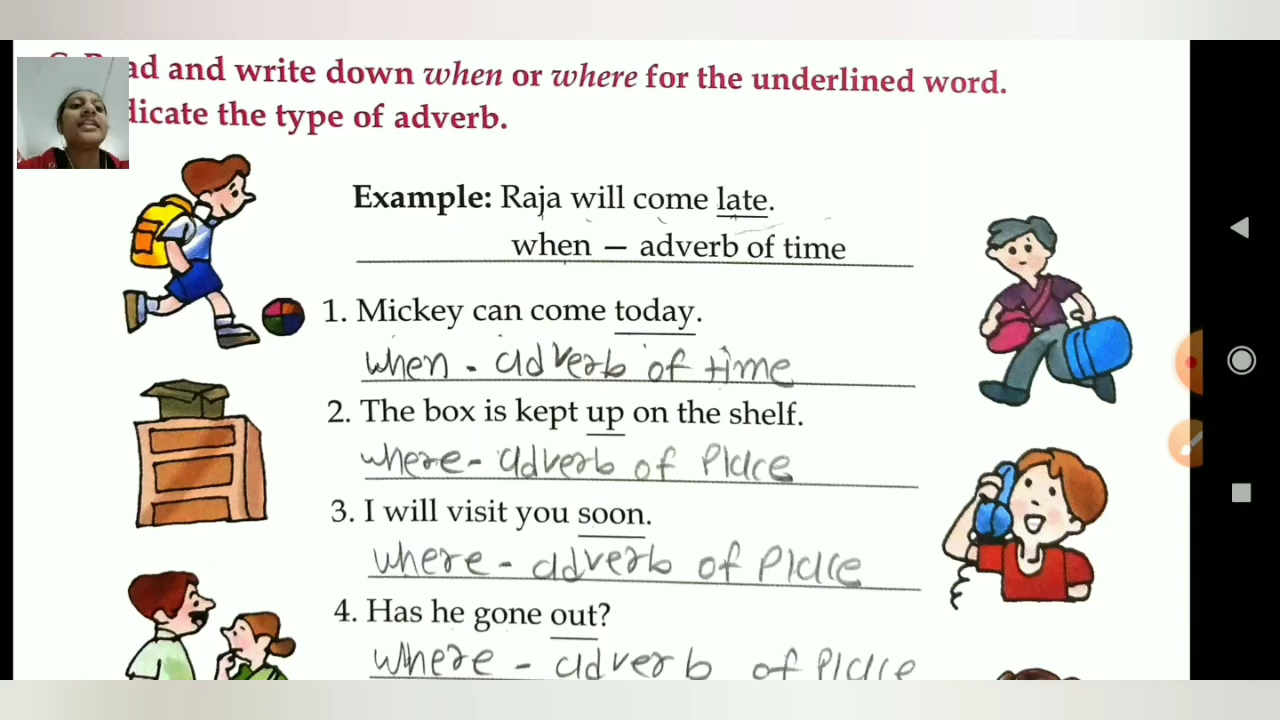 ad and write down when or where for the underlined word.
dicate the type of adverb.
Example: Raja will come late.
when — adverb of time
1. Mickey can come today.
when - adverb of time
2. The box is kept up on the shelf.
where - adverb of Place
3. I will visit you soon.
where - adverb of Place
4. Has he gone out?
where - adverb of Place